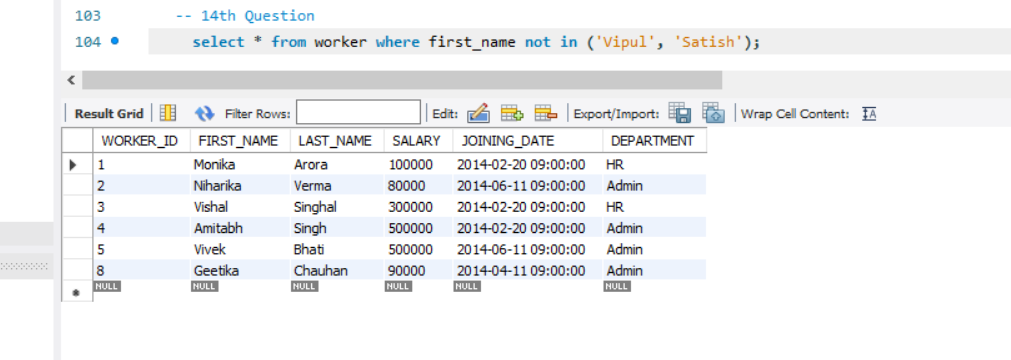 103 -- 14th Question
104 select * from worker where first_name not in ('Vipul', 'Satish');
Result Grid Filter Rows: Edit: Export/Import: Wrap Cell Content: IA
WORKER_ID FIRST_NAME LAST_NAME SALARY JOINING_DATE DEPARTMENT
1 Monika Arora 100000 2014-02-20 09:00:00 HR
2 Niharika Verma 80000 2014-06-11 09:00:00 Admin
3 Vishal Singhal 300000 2014-02-20 09:00:00 HR
4 Amitabh Singh 500000 2014-02-20 09:00:00 Admin
5 Vivek Bhati 500000 2014-06-11 09:00:00 Admin
8 Geetika Chauhan 90000 2014-04-11 09:00:00 Admin
NULL NULL NULL NULL NULL NULL